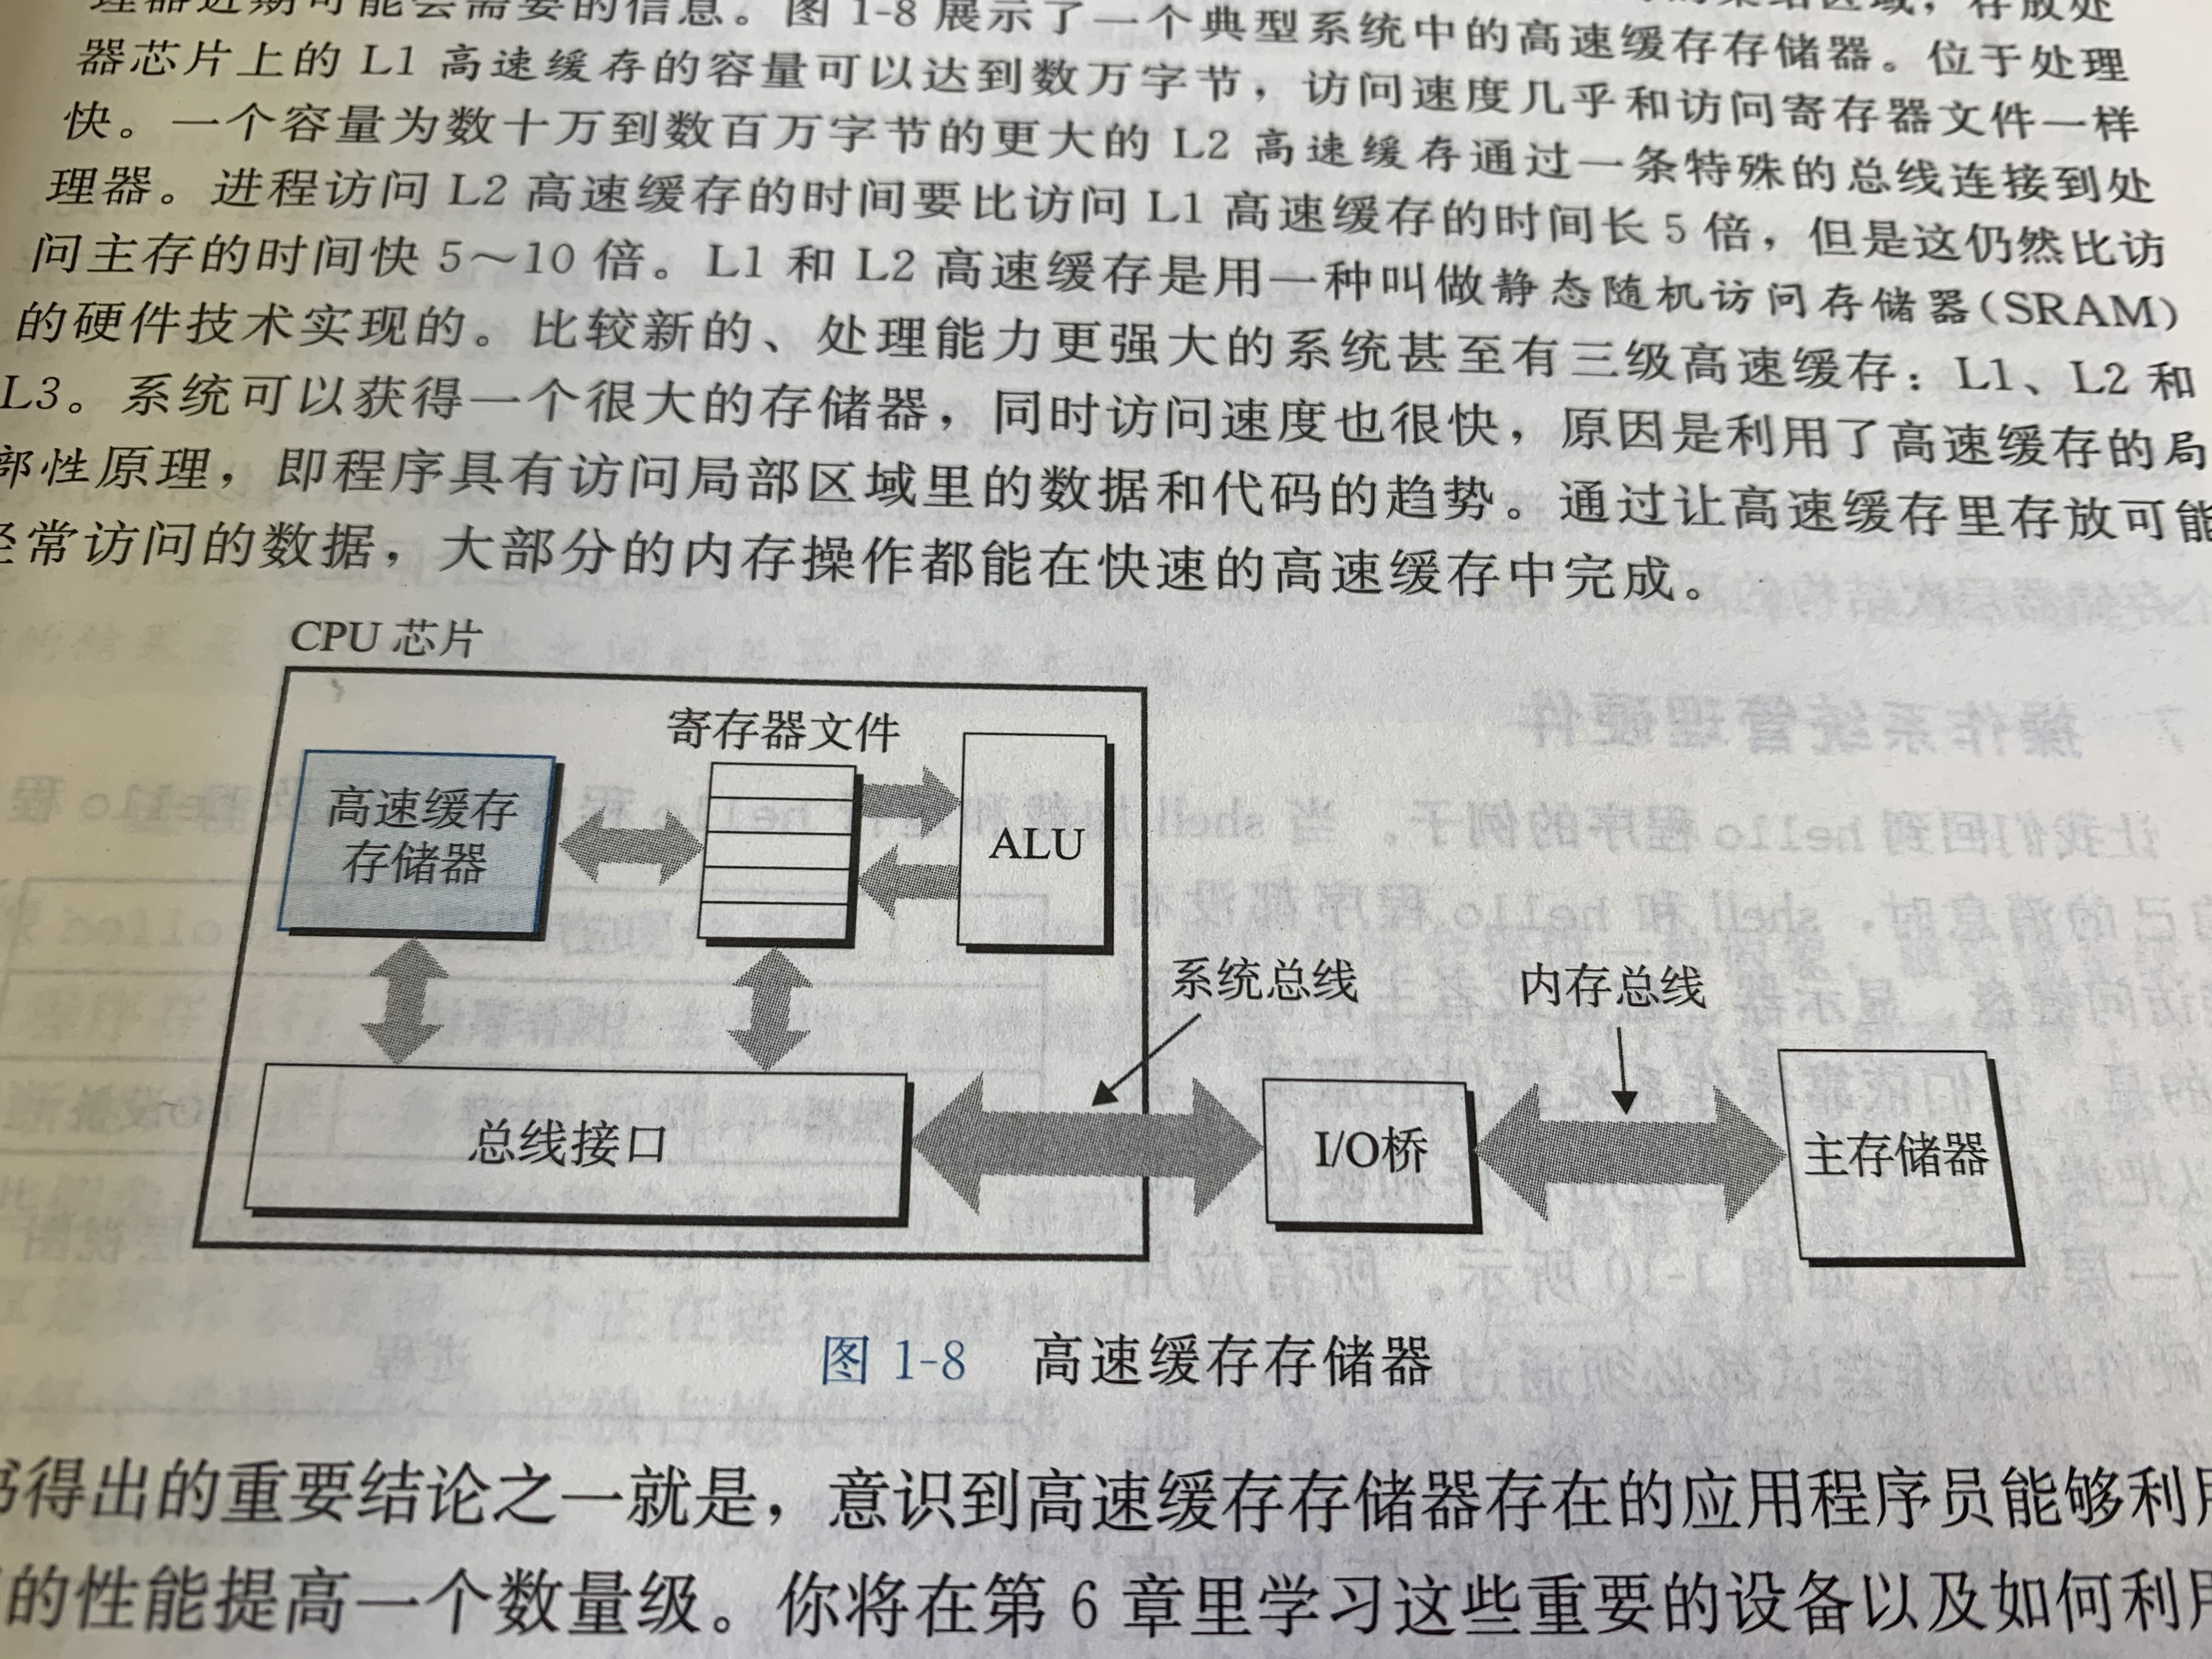 理器近期可能会需要的信息。图 1-8 展示了一个典型系统中的高速缓存存储器。位于处理
器芯片上的 L1 高速缓存的容量可以达到数万字节，访问速度几乎和访问寄存器文件一样
快。一个容量为数十万到数百万字节的更大的 L2 高速缓存通过一条特殊的总线连接到处
理器。进程访问 L2 高速缓存的时间要比访问 L1 高速缓存的时间长 5 倍，但是这仍然比访
问主存的时间快 5～10 倍。L1 和 L2 高速缓存是用一种叫做静态随机访问存储器(SRAM)
的硬件技术实现的。比较新的、处理能力更强大的系统甚至有三级高速缓存：L1、L2 和
L3。系统可以获得一个很大的存储器，同时访问速度也很快，原因是利用了高速缓存的局
部性原理，即程序具有访问局部区域里的数据和代码的趋势。通过让高速缓存里存放可能
经常访问的数据，大部分的内存操作都能在快速的高速缓存中完成。
CPU 芯片
寄存器文件
高速缓存
存储器
ALU
系统总线
内存总线
总线接口
I/O桥
主存储器
图 1-8 高速缓存存储器
得出的重要结论之一就是，意识到高速缓存存储器存在的应用程序员能够利用
的性能提高一个数量级。你将在第 6 章里学习这些重要的设备以及如何利用